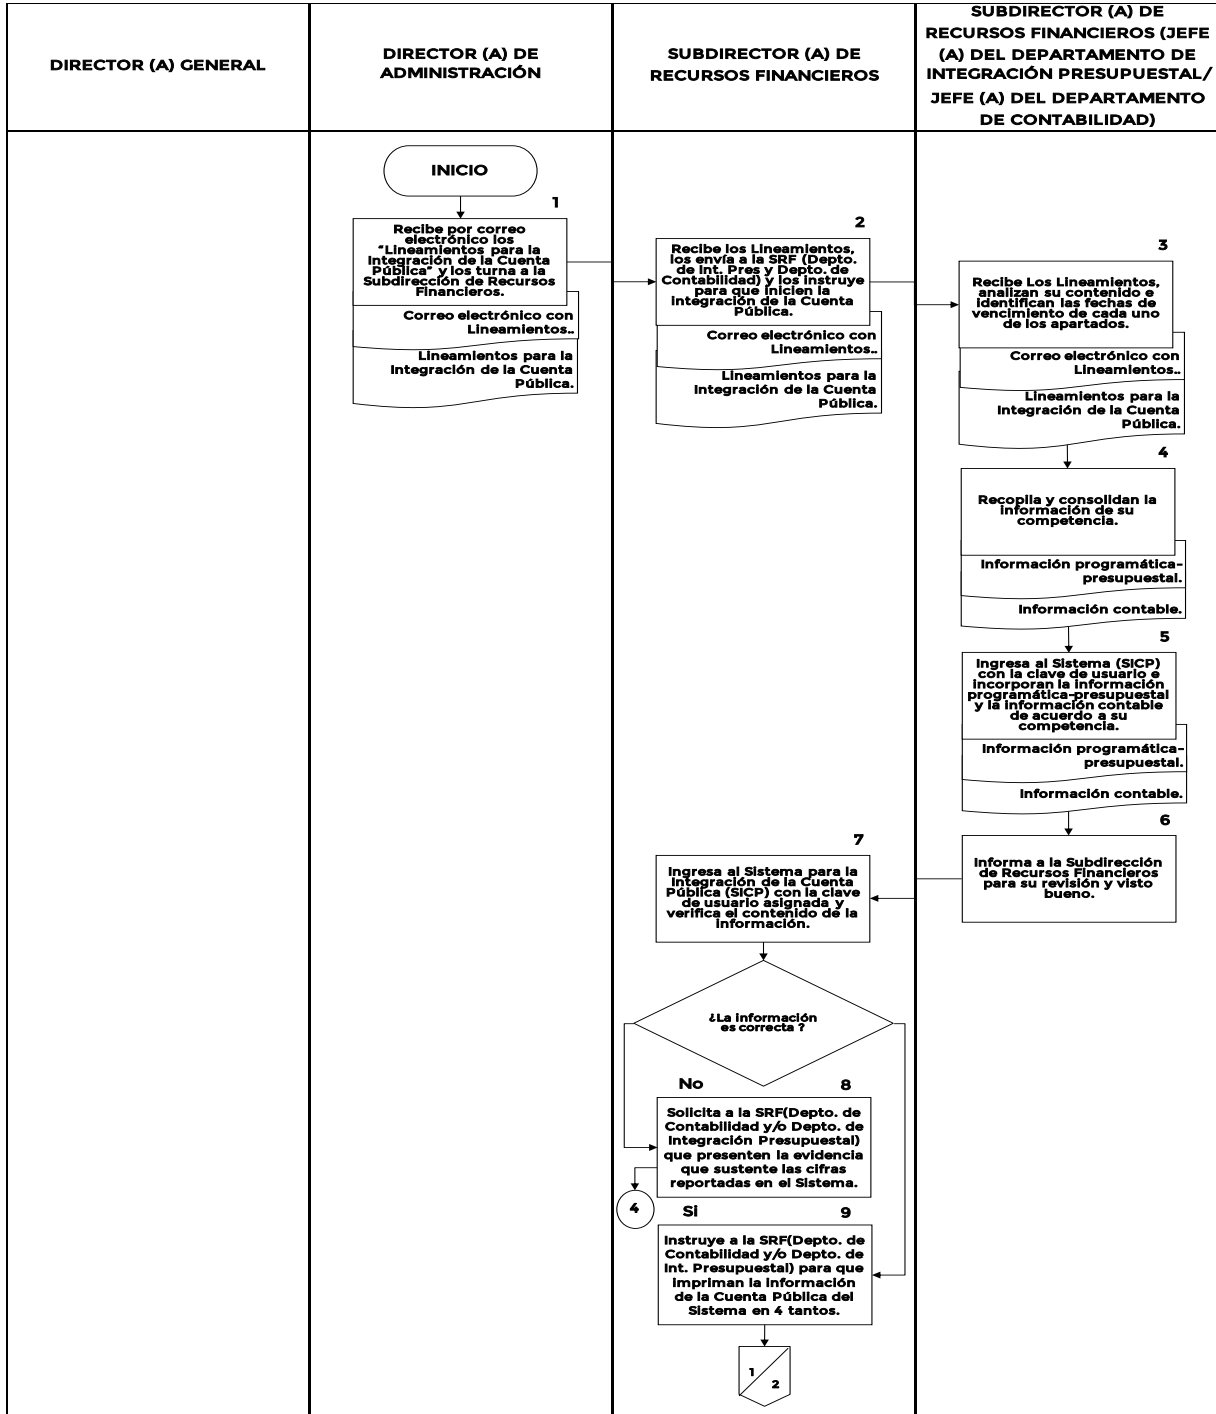 DIRECTOR (A) GENERAL
DIRECTOR (A) DE
ADMINISTRACIÓN
SUBDIRECTOR (A) DE
RECURSOS FINANCIEROS
SUBDIRECTOR (A) DE
RECURSOS FINANCIEROS (JEFE
(A) DEL DEPARTAMENTO DE
INTEGRACIÓN PRESUPUESTAL/
JEFE (A) DEL DEPARTAMENTO
DE CONTABILIDAD)
INICIO
1
Recibe por correo
electrónico los
"Lineamientos para la
Integración de la Cuenta
Pública" y los turna a la
Subdirección de Recursos
Financieros.
Correo electrónico con
Lineamientos..
Lineamientos para la
Integración de la Cuenta
Pública.
2
Recibe los Lineamientos,
los envía a la SRF (Depto.
de Int. Pres y Depto. de
Contabilidad) y los instruye
para que inicien la
Integración de la Cuenta
Pública.
Correo electrónico con
Lineamientos..
Lineamientos para la
Integración de la Cuenta
Pública.
3
Recibe Los Lineamientos,
analizan su contenido e
identifican las fechas de
vencimiento de cada uno
de los apartados.
Correo electrónico con
Lineamientos..
Lineamientos para la
Integración de la Cuenta
Pública.
4
Recopila y consolidan la
información de su
competencia.
Información programática-
presupuestal.
Información contable.
5
Ingresa al Sistema (SICP)
con la clave de usuario e
incorporan la información
programática-presupuestal
y la información contable
de acuerdo a su
competencia.
Información programática-
presupuestal.
Información contable.
6
Informa a la Subdirección
de Recursos Financieros
para su revisión y visto
bueno.
7
Ingresa al Sistema para la
Integración de la Cuenta
Pública (SICP) con la clave
de usuario asignada y
verifica el contenido de la
información.
¿La información
es correcta ?
No
8
Solicita a la SRF(Depto. de
Contabilidad y/o Depto. de
Integración Presupuestal)
que presenten la evidencia
que sustente las cifras
reportadas en el Sistema.
4
Si
9
Instruye a la SRF(Depto. de
Contabilidad y/o Depto. de
Int. Presupuestal) para que
impriman la información
de la Cuenta Pública del
Sistema en 4 tantos.
1
2